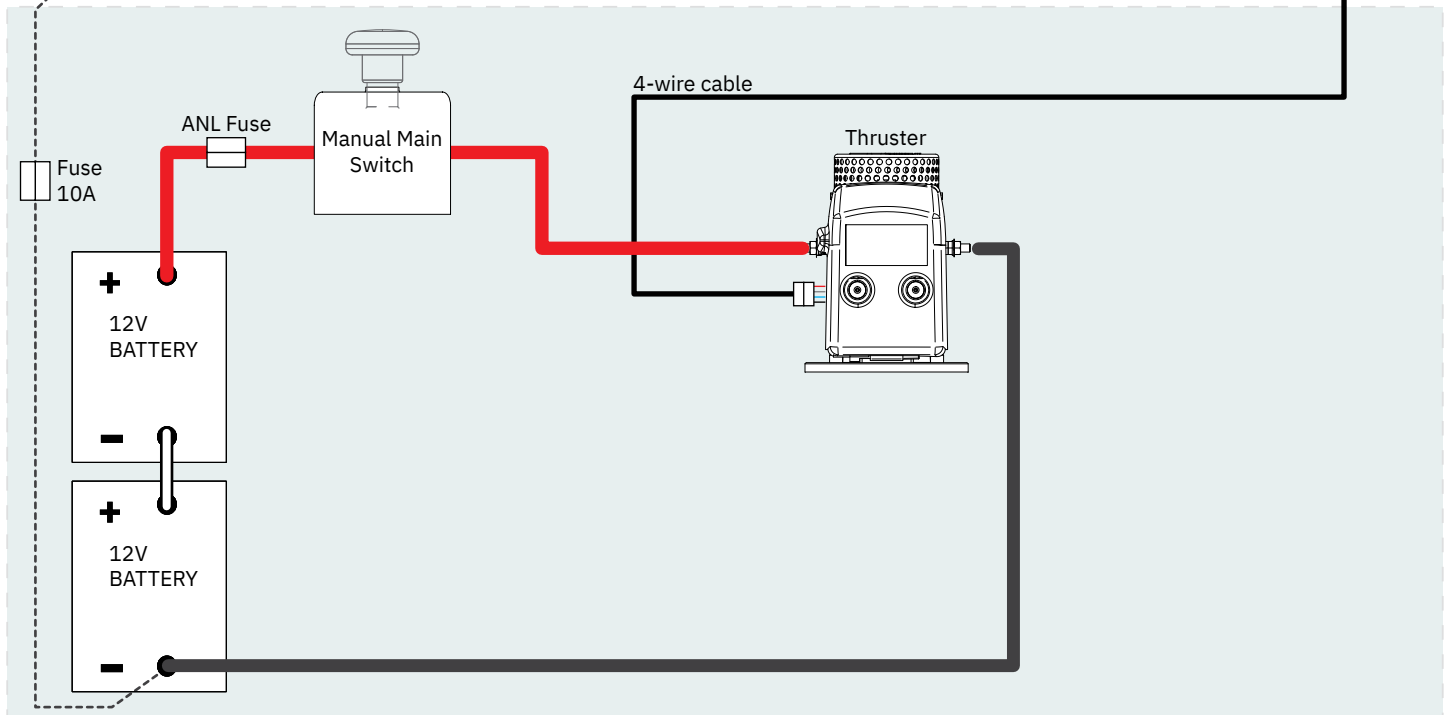 4-wire cable
ANL Fuse
Manual Main
Switch
Thruster
Fuse
10A
+
12V
BATTERY
-
+
12V
BATTERY
-